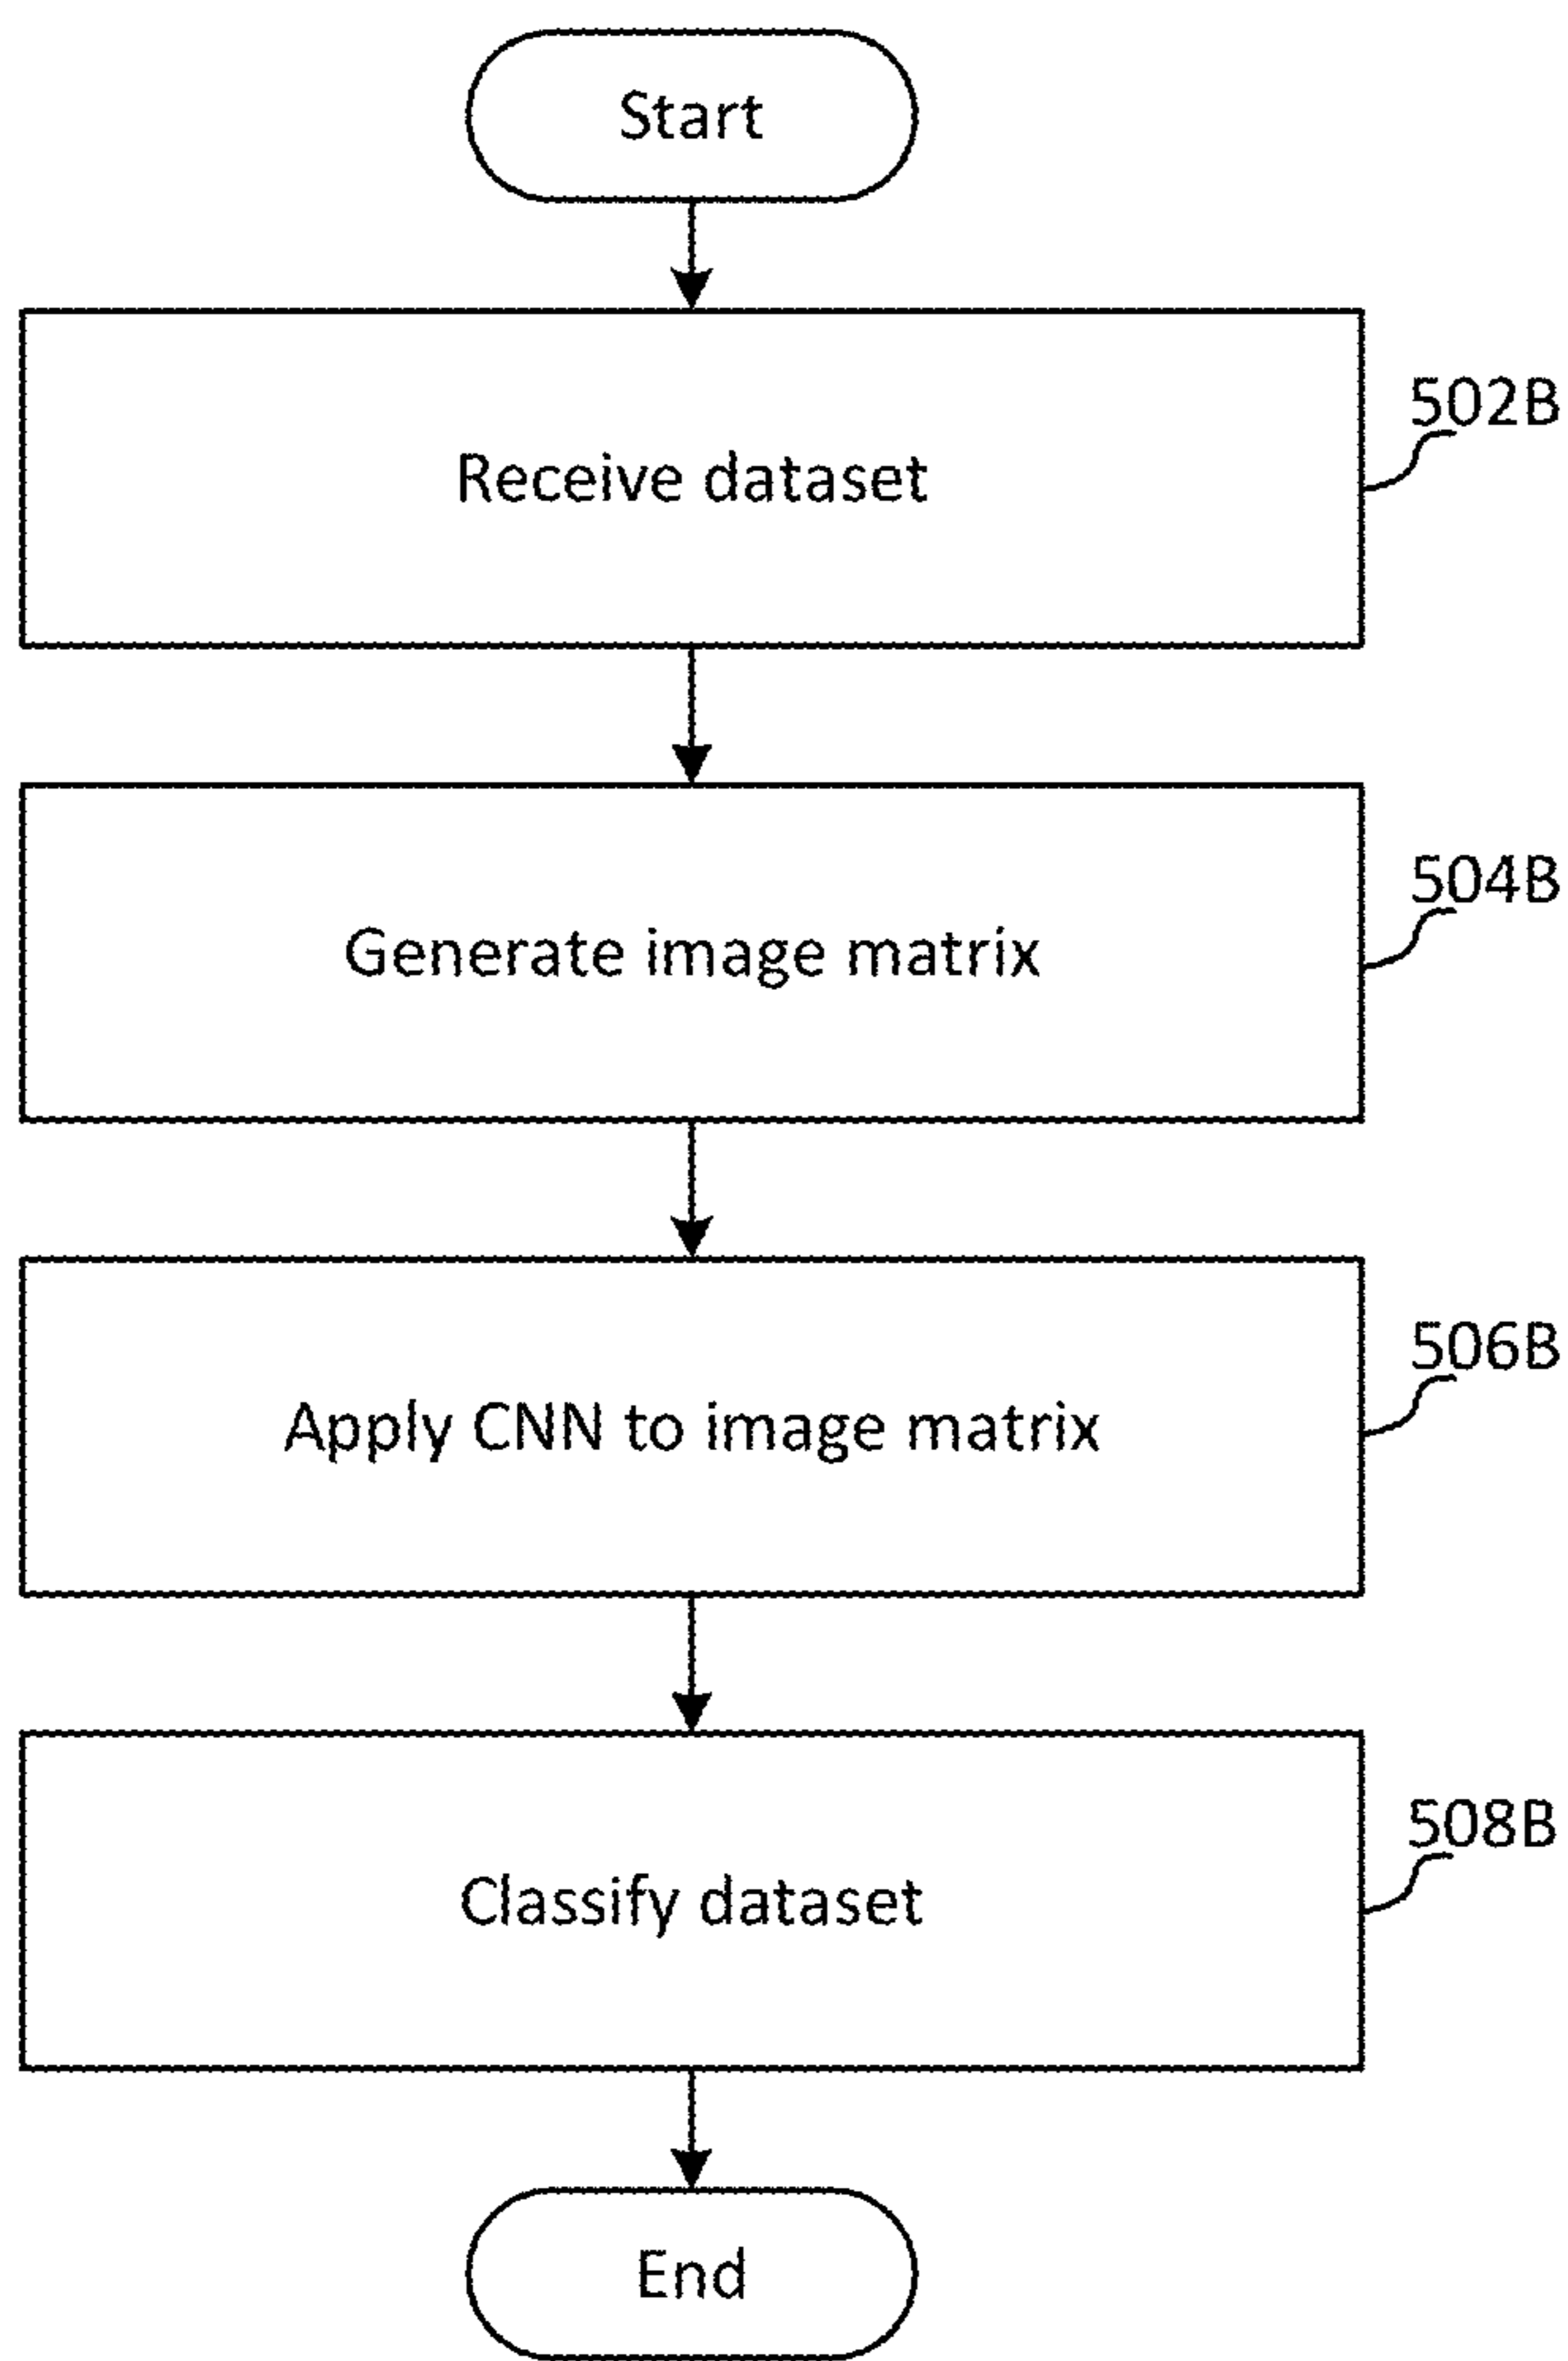 Start
502B
Receive dataset
504B
Generate image matrix
506B
Apply CNN to image matrix
508B
Classify dataset
End